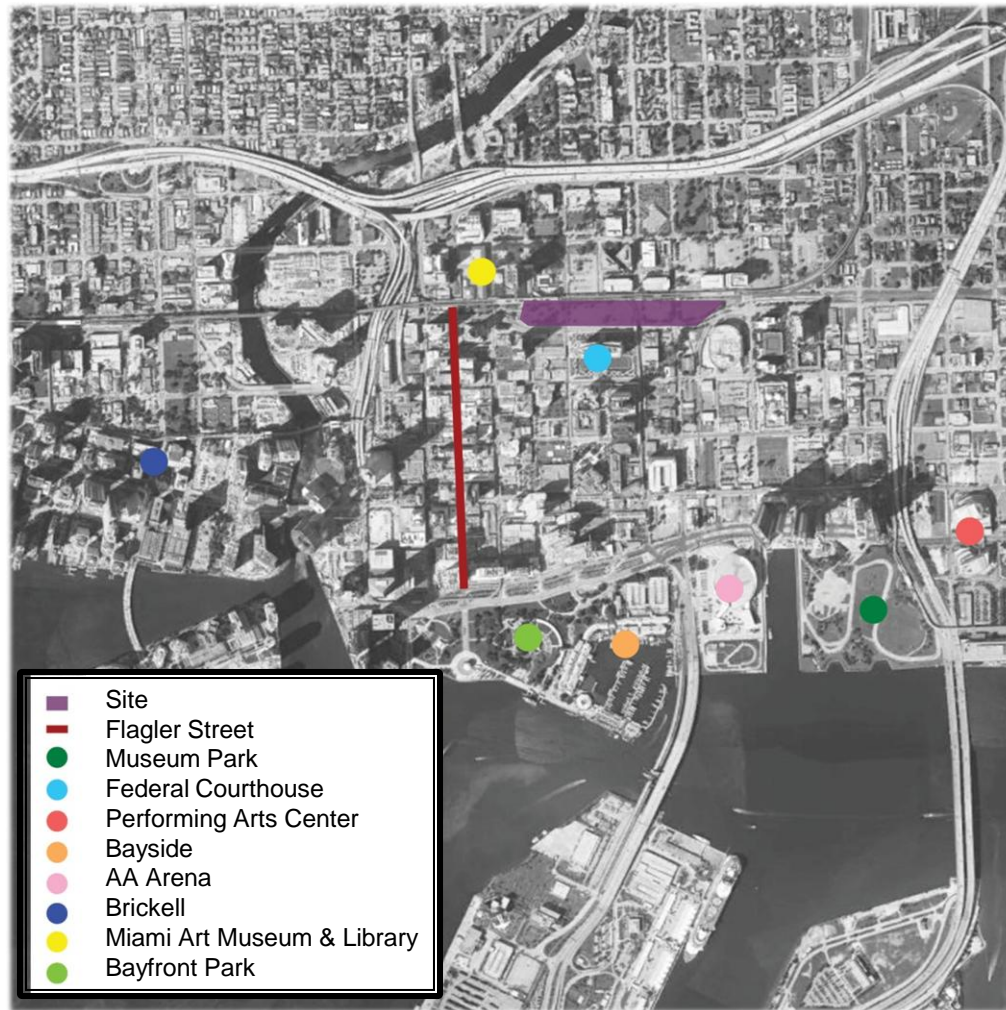 Site
Flagler Street
Museum Park
Federal Courthouse
Performing Arts Center
Bayside
AA Arena
Brickell
Miami Art Museum & Library
Bayfront Park